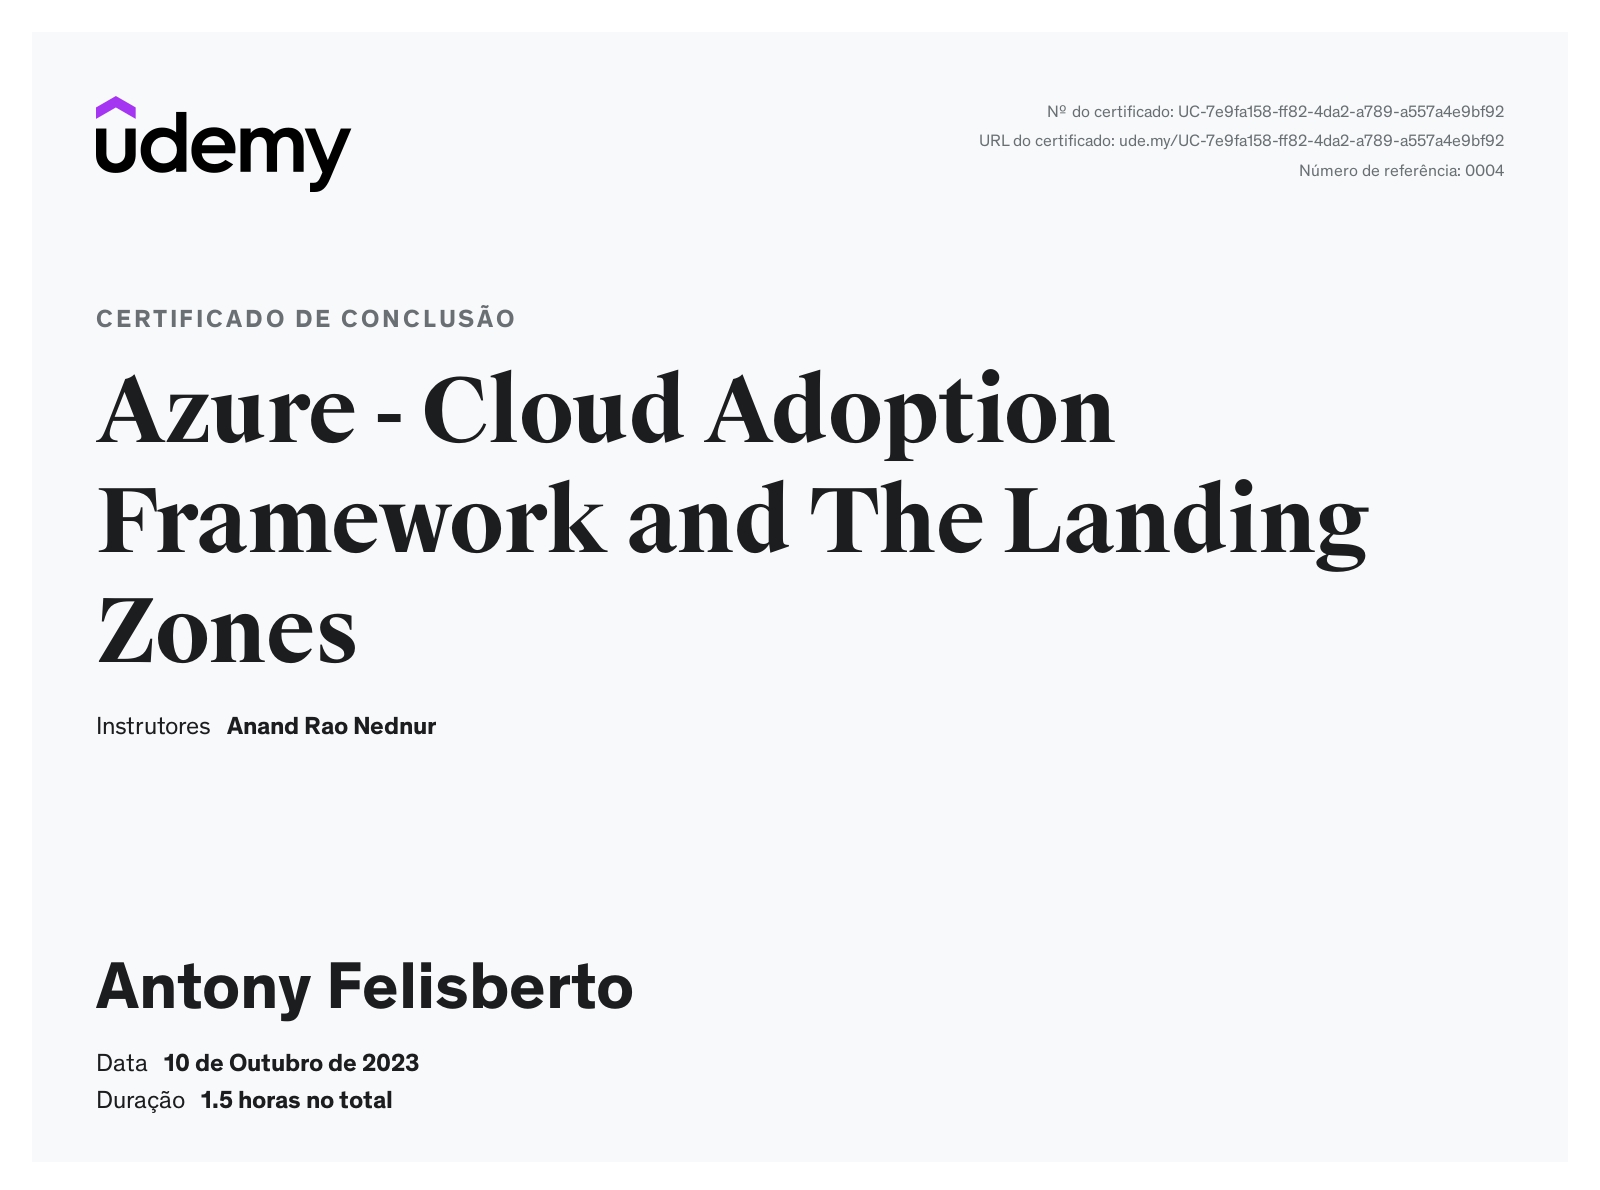 udemy
Nº do certificado: UC-7e9fa158-ff82-4da2-a789-a557a4e9bf92
URL do certificado: ude.my/UC-7e9fa158-ff82-4da2-a789-a557a4e9bf92
Número de referência: 0004
CERTIFICADO DE CONCLUSÃO
Azure - Cloud Adoption
Framework and The Landing
Zones
Instrutores Anand Rao Nednur
Antony Felisberto
Data 10 de Outubro de 2023
Duração 1.5 horas no total